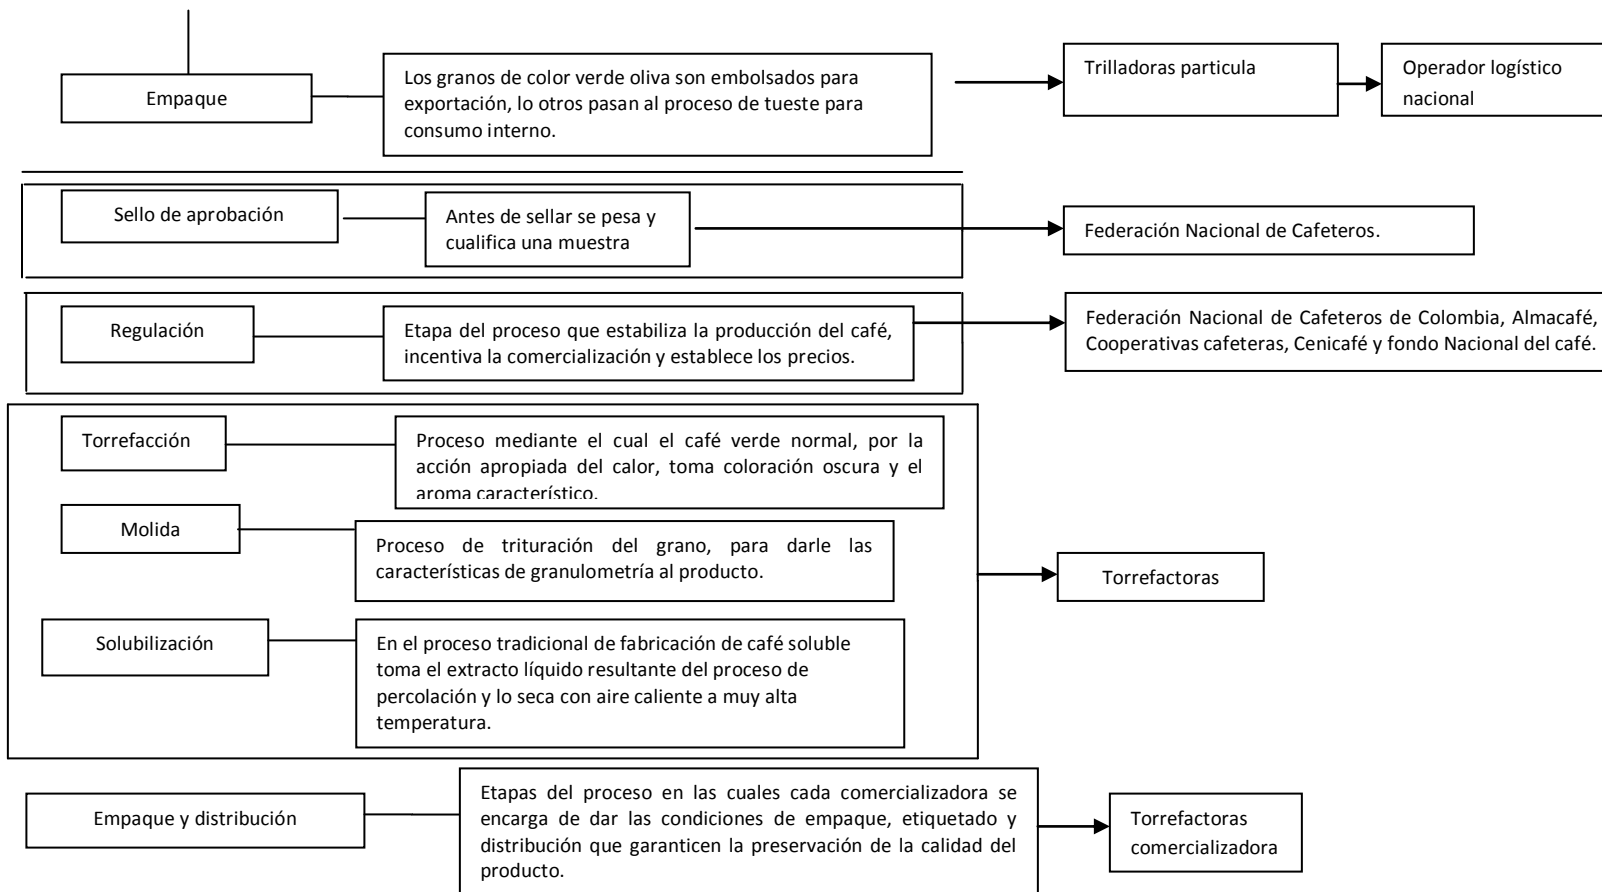 Empaque
Los granos de color verde oliva son embolsados para
exportación, lo otros pasan al proceso de tueste para
consumo interno.
Trilladoras particula
Operador logístico
nacional
Sello de aprobación
Antes de sellar se pesa y
cualifica una muestra
Federación Nacional de Cafeteros.
Regulación
Etapa del proceso que estabiliza la producción del café,
incentiva la comercialización y establece los precios.
Federación Nacional de Cafeteros de Colombia, Almacafé,
Cooperativas cafeteras, Cenicafé y fondo Nacional del café.
Torrefacción
Proceso mediante el cual el café verde normal, por la
acción apropiada del calor, toma coloración oscura y el
aroma característico.
Molida
Proceso de trituración del grano, para darle las
características de granulometría al producto.
Torrefactoras
Solubilización
En el proceso tradicional de fabricación de café soluble
toma el extracto líquido resultante del proceso de
percolación y lo seca con aire caliente a muy alta
temperatura.
Empaque y distribución
Etapas del proceso en las cuales cada comercializadora se
encarga de dar las condiciones de empaque, etiquetado y
distribución que garanticen la preservación de la calidad del
producto.
Torrefactoras
comercializadora